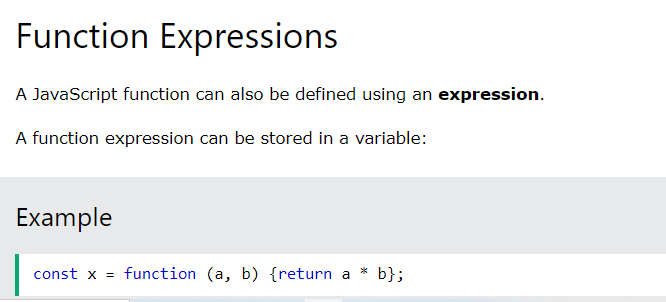 Function Expressions
A JavaScript function can also be defined using an expression.
A function expression can be stored in a variable:
Example
const x = function (a, b) {return a * b};